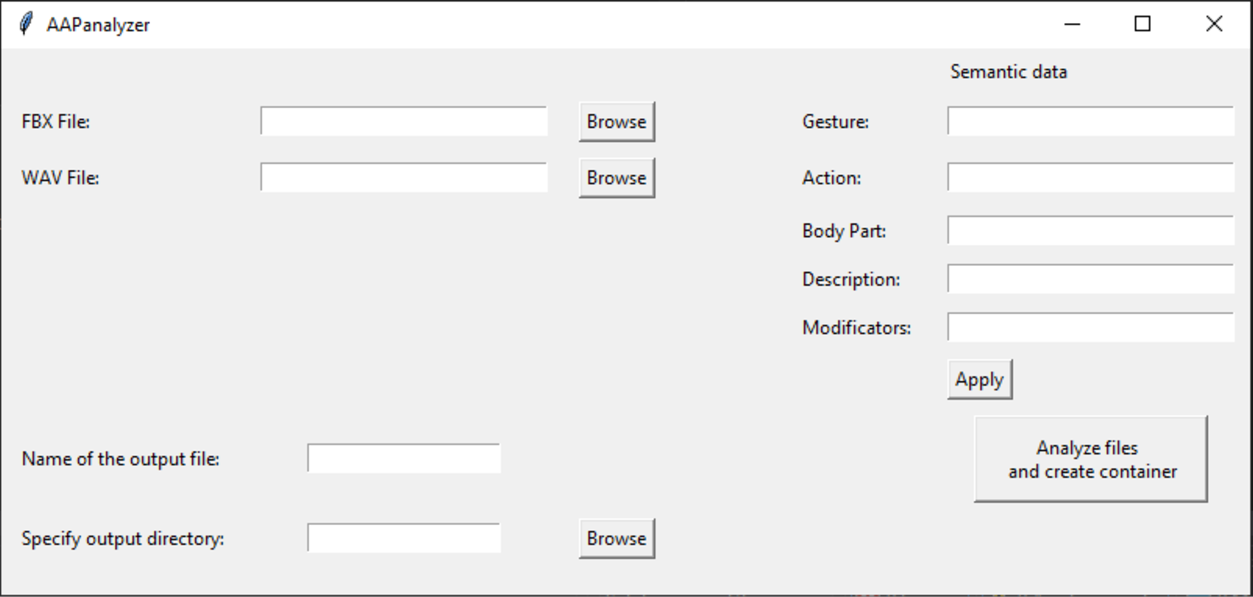 AAPanalyzer
Semantic data
FBX File:
Browse
Gesture:
WAV File:
Browse
Action:
Body Part:
Description:
Modificators:
Apply
Analyze files
and create container
Name of the output file:
Specify output directory:
Browse